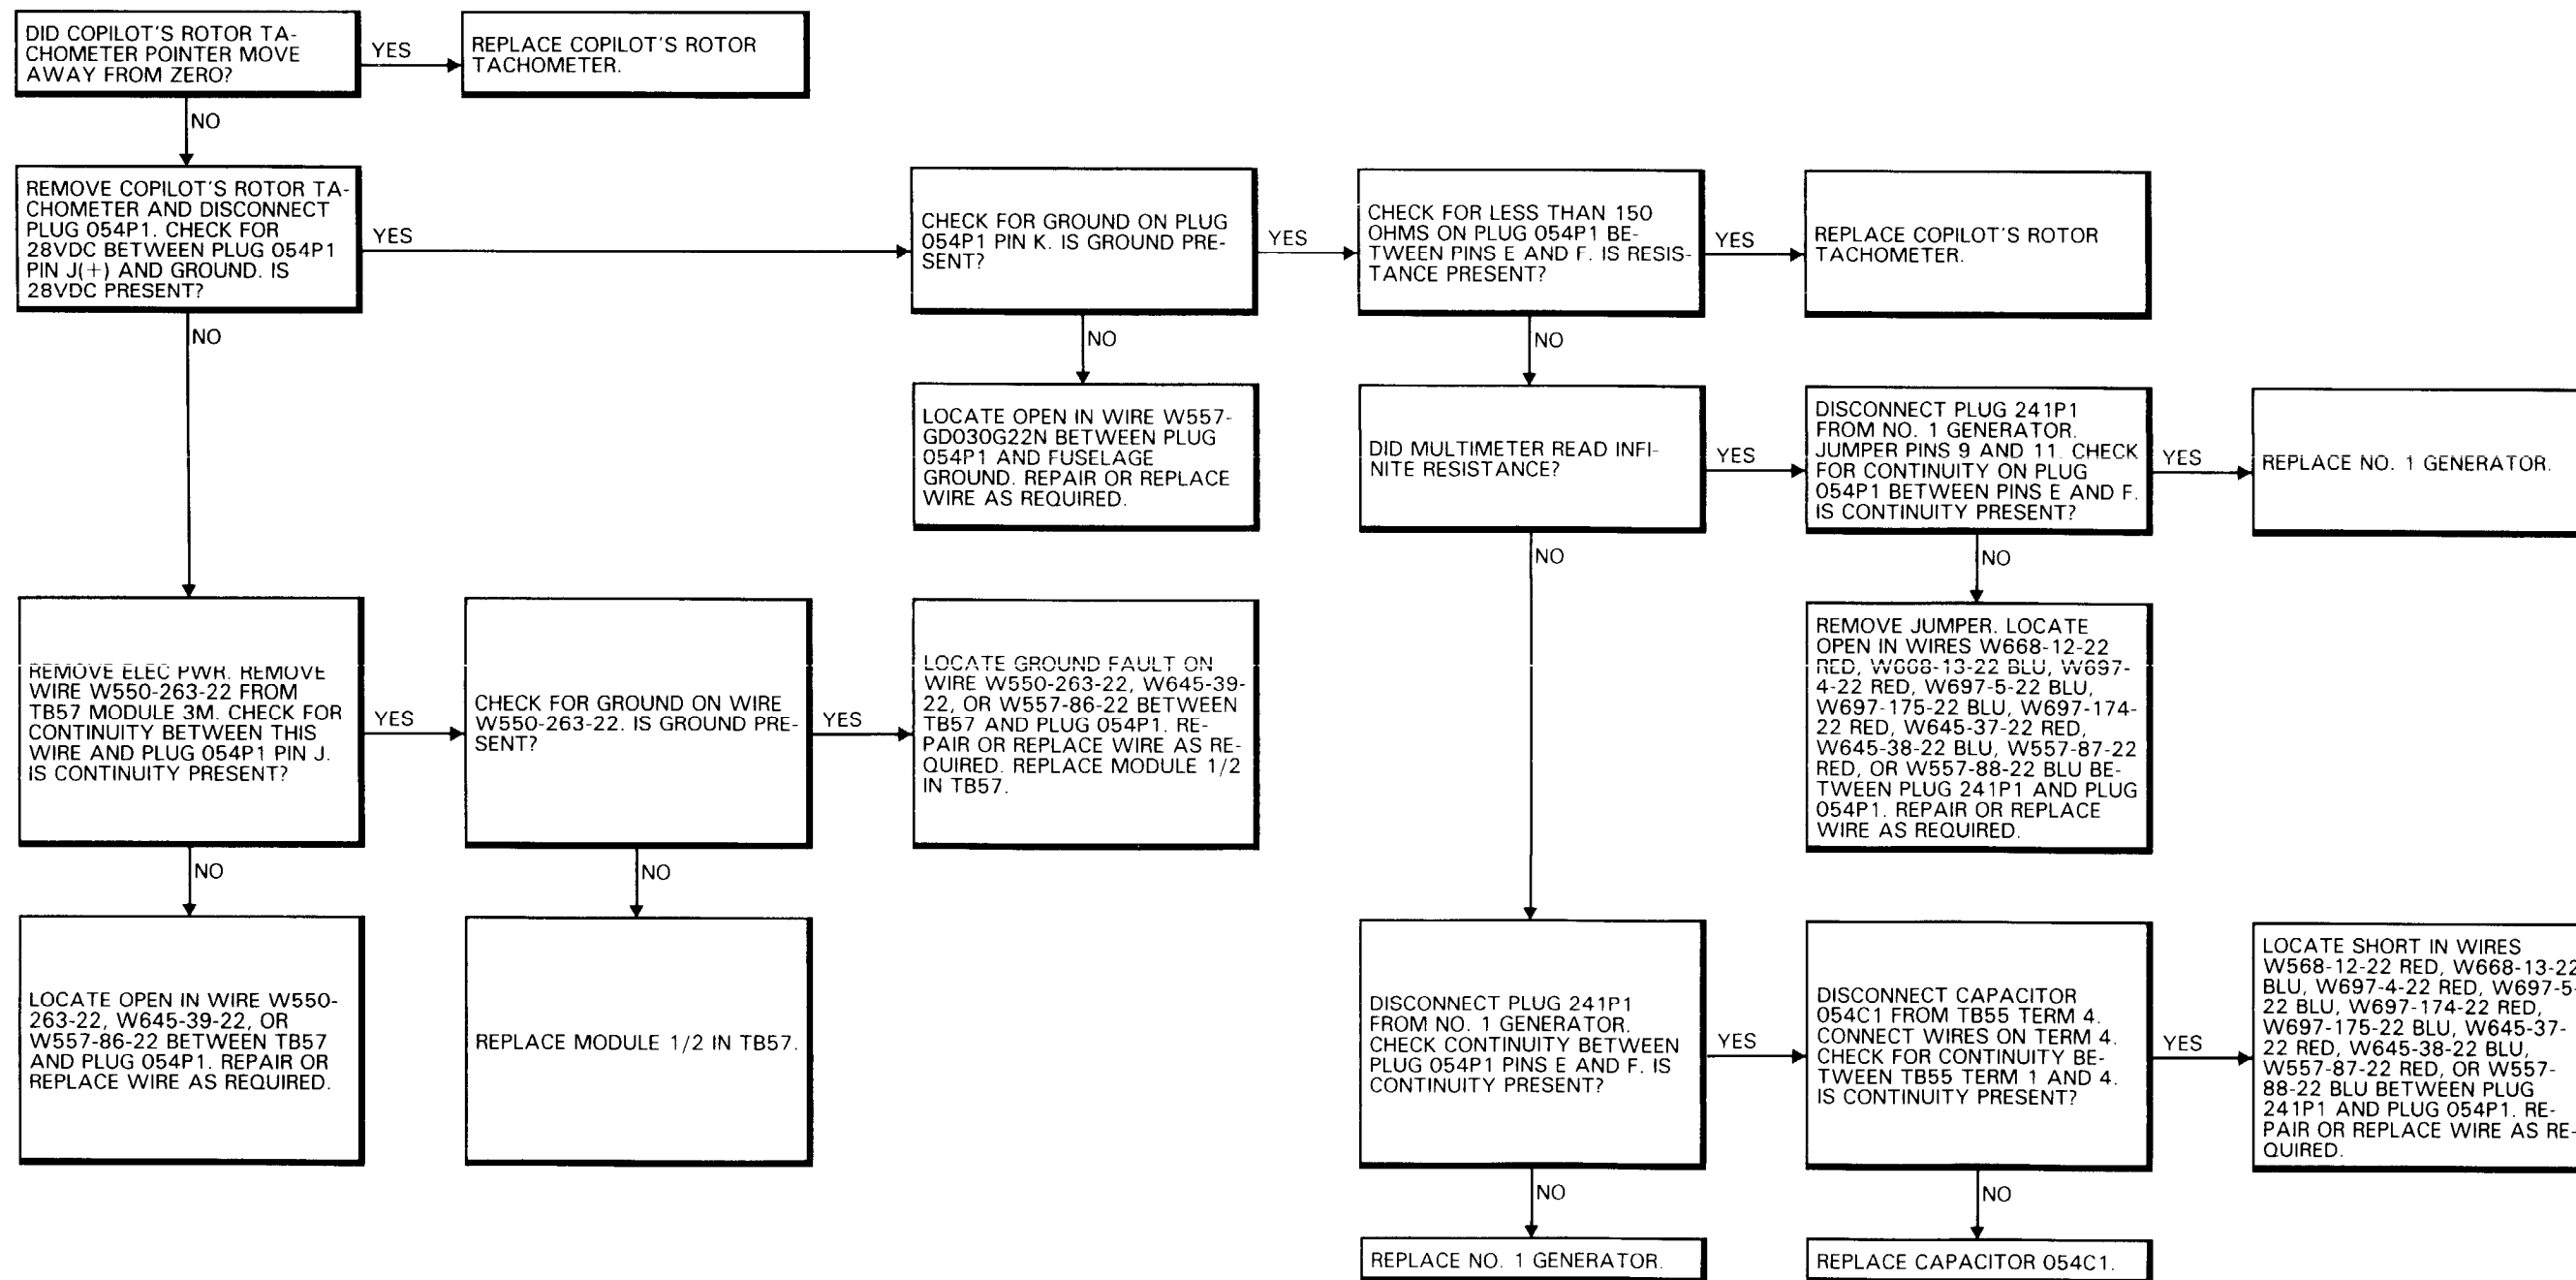 DID COPILOT'S ROTOR TA-
CHOMETER POINTER MOVE
AWAY FROM ZERO?
YES
REPLACE COPILOT'S ROTOR
TACHOMETER.
NO
REMOVE COPILOT'S ROTOR TA-
CHOMETER AND DISCONNECT
PLUG 054P1. CHECK FOR
28VDC BETWEEN PLUG 054P1
PIN J(+) AND GROUND. IS
28VDC PRESENT?
YES
CHECK FOR GROUND ON PLUG
054P1 PIN K. IS GROUND PRE-
SENT?
YES
CHECK FOR LESS THAN 150
OHMS ON PLUG 054P1 BE-
TWEEN PINS E AND F. IS RESIS-
TANCE PRESENT?
YES
REPLACE COPILOT'S ROTOR
TACHOMETER.
NO
NO
NO
LOCATE OPEN IN WIRE W557-
GD030G22N BETWEEN PLUG
054P1 AND FUSELAGE
GROUND. REPAIR OR REPLACE
WIRE AS REQUIRED.
DID MULTIMETER READ INFI-
NITE RESISTANCE?
YES
DISCONNECT PLUG 241P1
FROM NO. 1 GENERATOR.
JUMPER PINS 9 AND 11. CHECK
FOR CONTINUITY ON PLUG
054P1 BETWEEN PINS E AND F.
IS CONTINUITY PRESENT?
YES
REPLACE NO. 1 GENERATOR.
NO
NO
REMOVE ELEC PWR. REMOVE
WIRE W550-263-22 FROM
TB57 MODULE 3M. CHECK FOR
CONTINUITY BETWEEN THIS
WIRE AND PLUG 054P1 PIN J.
IS CONTINUITY PRESENT?
YES
CHECK FOR GROUND ON WIRE
W550-263-22. IS GROUND PRE-
SENT?
YES
LOCATE GROUND FAULT ON
WIRE W550-263-22, W645-39-
22, OR W557-86-22 BETWEEN
TB57 AND PLUG 054P1. RE-
PAIR OR REPLACE WIRE AS RE-
QUIRED. REPLACE MODULE 1/2
IN TB57.
REMOVE JUMPER. LOCATE
OPEN IN WIRES W668-12-22
RED, W668-13-22 BLU, W697-
4-22 RED, W697-5-22 BLU,
W697-175-22 BLU, W697-174-
22 RED, W645-37-22 RED,
W645-38-22 BLU, W557-87-22
RED, OR W557-88-22 BLU BE-
TWEEN PLUG 241P1 AND PLUG
054P1. REPAIR OR REPLACE
WIRE AS REQUIRED.
NO
NO
LOCATE OPEN IN WIRE W550-
263-22, W645-39-22, OR
W557-86-22 BETWEEN TB57
AND PLUG 054P1. REPAIR OR
REPLACE WIRE AS REQUIRED.
REPLACE MODULE 1/2 IN TB57.
DISCONNECT PLUG 241P1
FROM NO. 1 GENERATOR.
CHECK CONTINUITY BETWEEN
PLUG 054P1 PINS E AND F. IS
CONTINUITY PRESENT?
YES
DISCONNECT CAPACITOR
054C1 FROM TB55 TERM 4.
CONNECT WIRES ON TERM 4.
CHECK FOR CONTINUITY BE-
TWEEN TB55 TERM 1 AND 4.
IS CONTINUITY PRESENT?
YES
LOCATE SHORT IN WIRES
W568-12-22 RED, W668-13-22
BLU, W697-4-22 RED, W697-5-
22 BLU, W697-174-22 RED,
W697-175-22 BLU, W645-37-
22 RED, W645-38-22 BLU,
W557-87-22 RED, OR W557-
88-22 BLU BETWEEN PLUG
241P1 AND PLUG 054P1. RE-
PAIR OR REPLACE WIRE AS RE-
QUIRED.
NO
NO
REPLACE NO. 1 GENERATOR.
REPLACE CAPACITOR 054C1.